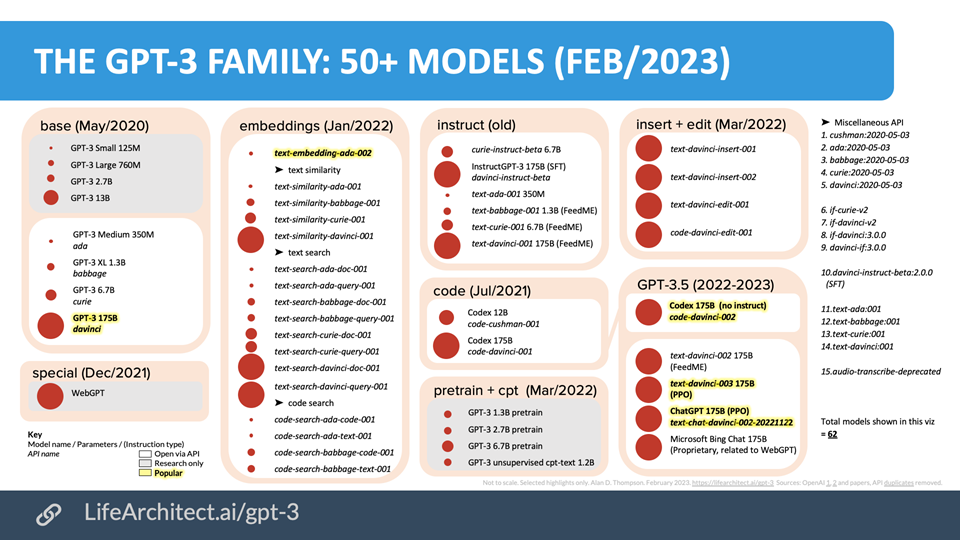 THE GPT-3 FAMILY: 50+ MODELS (FEB/2023)
base (May/2020)
GPT-3 Small 125M
GPT-3 Large 760M
GPT-3 2.7B
GPT-3 13B
GPT-3 Medium 350M
ada
GPT-3 XL 1.3B
babbage
GPT-3 6.7B
curie
GPT-3 175B
davinci
special (Dec/2021)
WebGPT
Key
Model name / Parameters / (Instruction type)
API name
Open via API
Research only
Popular
embeddings (Jan/2022)
text-embedding-ada-002
➤ text similarity
text-similarity-ada-001
text-similarity-babbage-001
text-similarity-curie-001
text-similarity-davinci-001
➤ text search
text-search-ada-doc-001
text-search-ada-query-001
text-search-babbage-doc-001
text-search-babbage-query-001
text-search-curie-doc-001
text-search-curie-query-001
text-search-davinci-doc-001
text-search-davinci-query-001
➤ code search
code-search-ada-code-001
code-search-ada-text-001
code-search-babbage-code-001
code-search-babbage-text-001
instruct (old)
curie-instruct-beta 6.7B
InstructGPT-3 175B (SFT)
davinci-instruct-beta
text-ada-001 350M
text-babbage-001 1.3B (FeedME)
text-curie-001 6.7B (FeedME)
text-davinci-001 175B (FeedME)
code (Jul/2021)
Codex 12B
code-cushman-001
Codex 175B
code-davinci-001
pretrain + cpt (Mar/2022)
GPT-3 1.3B pretrain
GPT-3 2.7B pretrain
GPT-3 6.7B pretrain
GPT-3 unsupervised cpt-text 1.2B
insert + edit (Mar/2022)
text-davinci-insert-001
text-davinci-insert-002
text-davinci-edit-001
code-davinci-edit-001
GPT-3.5 (2022-2023)
Codex 175B (no instruct)
code-davinci-002
text-davinci-002 175B
(FeedME)
text-davinci-003 175B
(PPO)
ChatGPT 175B (PPO)
text-chat-davinci-002-20221122
Microsoft Bing Chat 175B
(Proprietary, related to WebGPT)
➤ Miscellaneous API
1. cushman:2020-05-03
2. ada:2020-05-03
3. babbage:2020-05-03
4. curie:2020-05-03
5. davinci:2020-05-03
6. if-curie-v2
7. if-davinci-v2
8. if-davinci:3.0.0
9. davinci-if:3.0.0
10.davinci-instruct-beta:2.0.0
(SFT)
11.text-ada:001
12.text-babbage:001
13.text-curie:001
14.text-davinci:001
15.audio-transcribe-deprecated
Total models shown in this viz
= 62
Not to scale. Selected highlights only. Alan D. Thompson. February 2023. https://lifearchitect.ai/gpt-3 Sources: OpenAI 1, 2 and papers, API duplicates removed.
LifeArchitect.ai/gpt-3